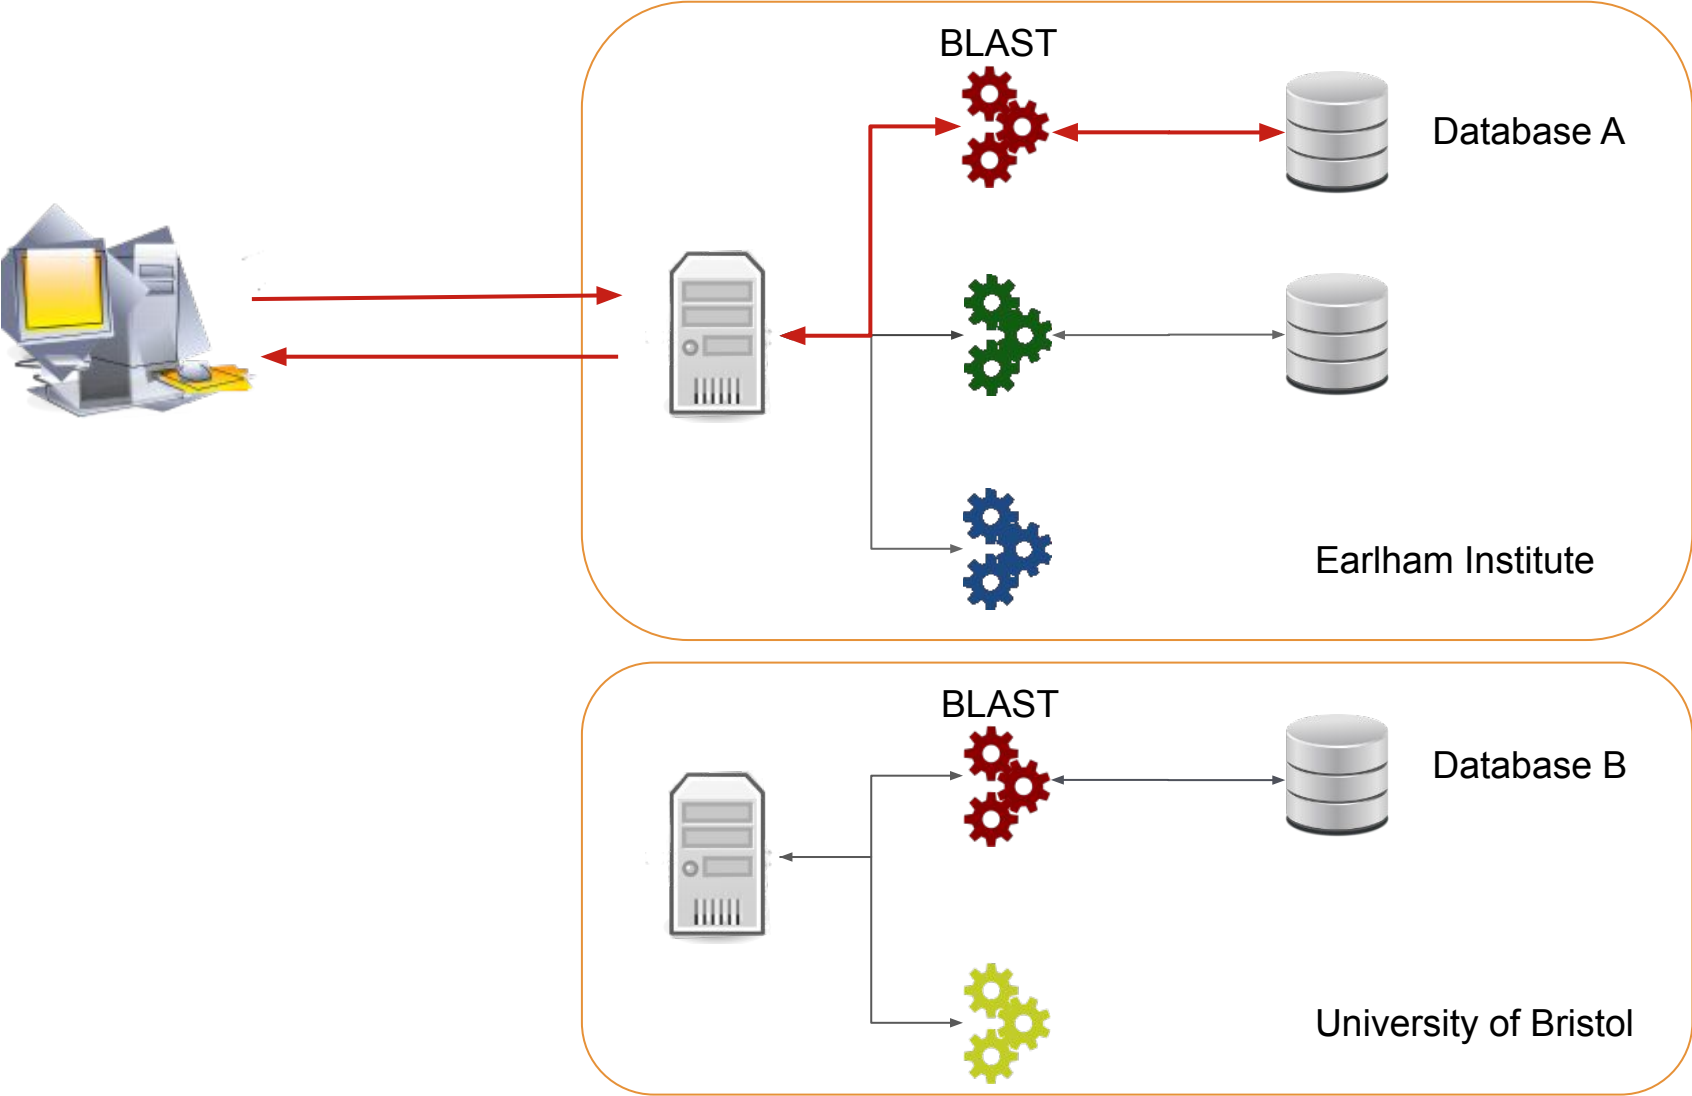 BLAST
Database A
Earlham Institute
BLAST
Database B
University of Bristol